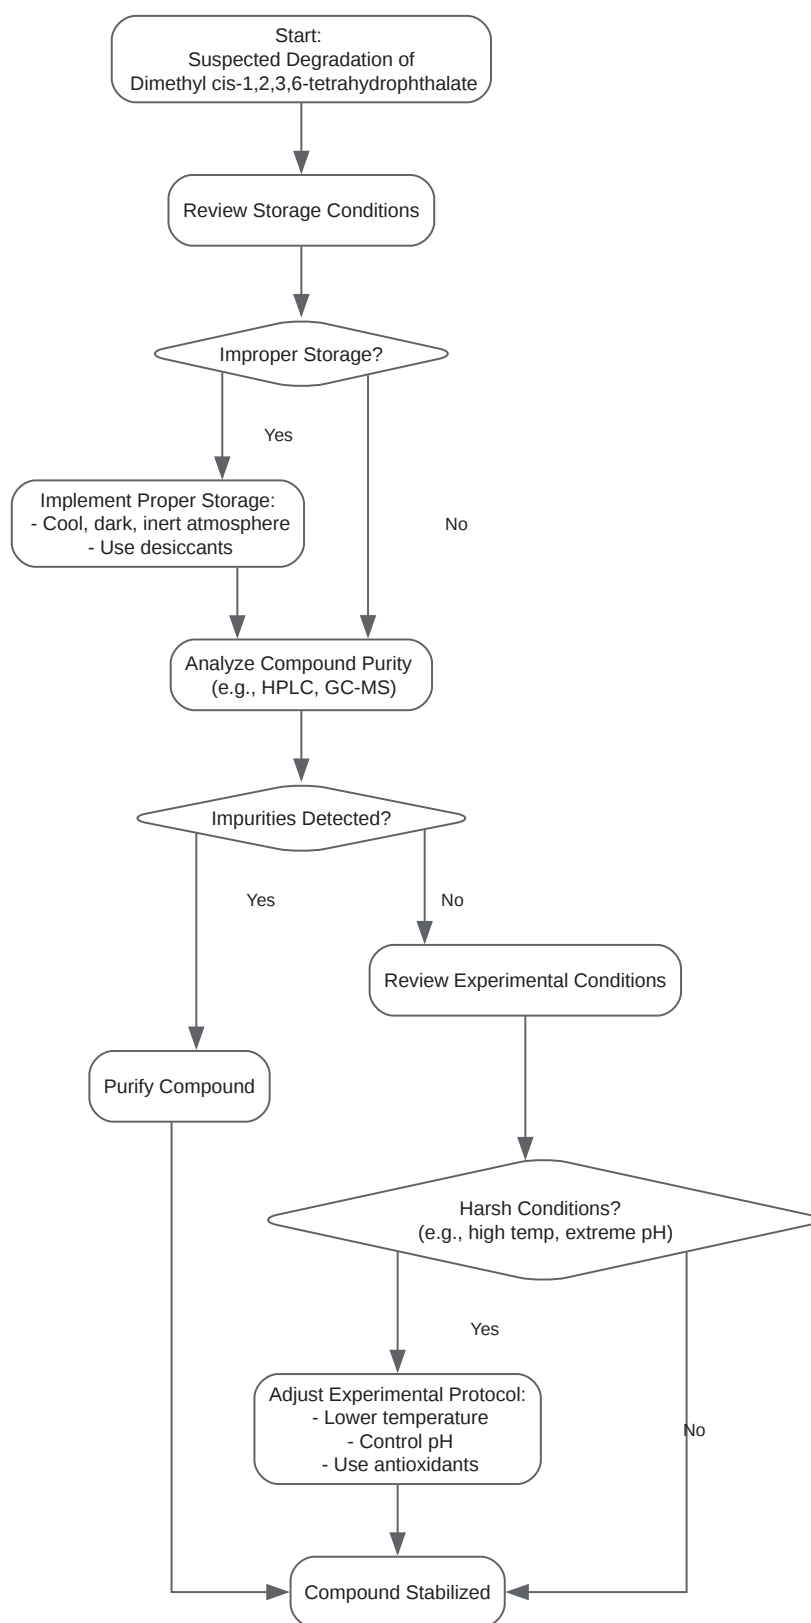 Start:
Suspected Degradation of
Dimethyl cis-1,2,3,6-tetrahydrophthalate
Review Storage Conditions
Improper Storage?
Yes
Implement Proper Storage:
- Cool, dark, inert atmosphere
- Use desiccants
No
Analyze Compound Purity
(e.g., HPLC, GC-MS)
Impurities Detected?
Yes
No
Review Experimental Conditions
Purify Compound
Harsh Conditions?
(e.g., high temp, extreme pH)
Yes
Adjust Experimental Protocol:
- Lower temperature
- Control pH
- Use antioxidants
No
Compound Stabilized